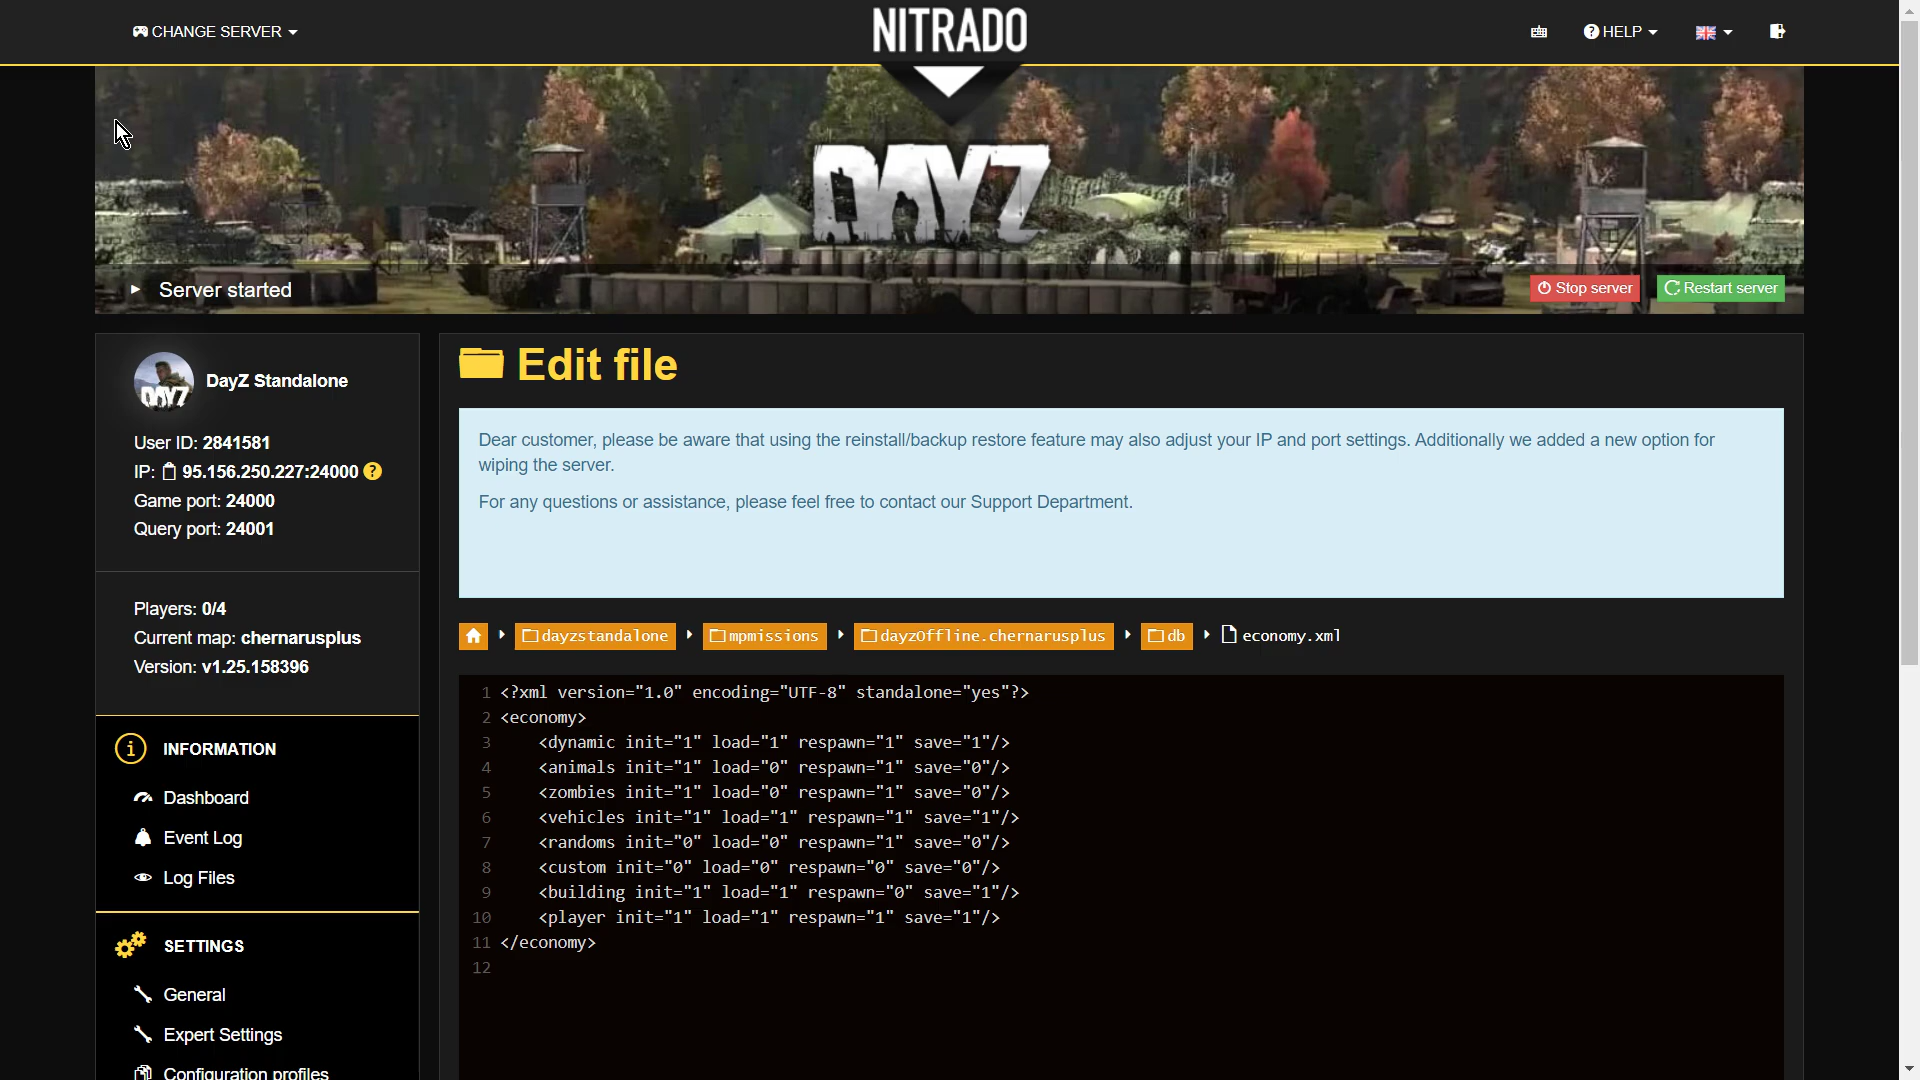 CHANGE SERVER
NITRADO
HELP
DAYZ
Server started
Stop server
Restart server
DAYZ
DayZ Standalone
User ID: 2841581
IP: 95.156.250.227:24000 ?
Game port: 24000
Query port: 24001
Players: 0/4
Current map: chernarusplus
Version: v1.25.158396
INFORMATION
Dashboard
Event Log
Log Files
SETTINGS
General
Expert Settings
Configuration profiles
Edit file
Dear customer, please be aware that using the reinstall/backup restore feature may also adjust your IP and port settings. Additionally we added a new option for
wiping the server.
For any questions or assistance, please feel free to contact our Support Department.
dayzstandalone mpmissions dayzOffline.chernarusplus db economy.xml
1 <?xml version="1.0" encoding="UTF-8" standalone="yes"?>
2 <economy>
3     <dynamic init="1" load="1" respawn="1" save="1"/>
4     <animals init="1" load="0" respawn="1" save="0"/>
5     <zombies init="1" load="0" respawn="1" save="0"/>
6     <vehicles init="1" load="1" respawn="1" save="1"/>
7     <randoms init="0" load="0" respawn="1" save="0"/>
8     <custom init="0" load="0" respawn="0" save="0"/>
9     <building init="1" load="1" respawn="0" save="1"/>
10     <player init="1" load="1" respawn="1" save="1"/>
11 </economy>
12